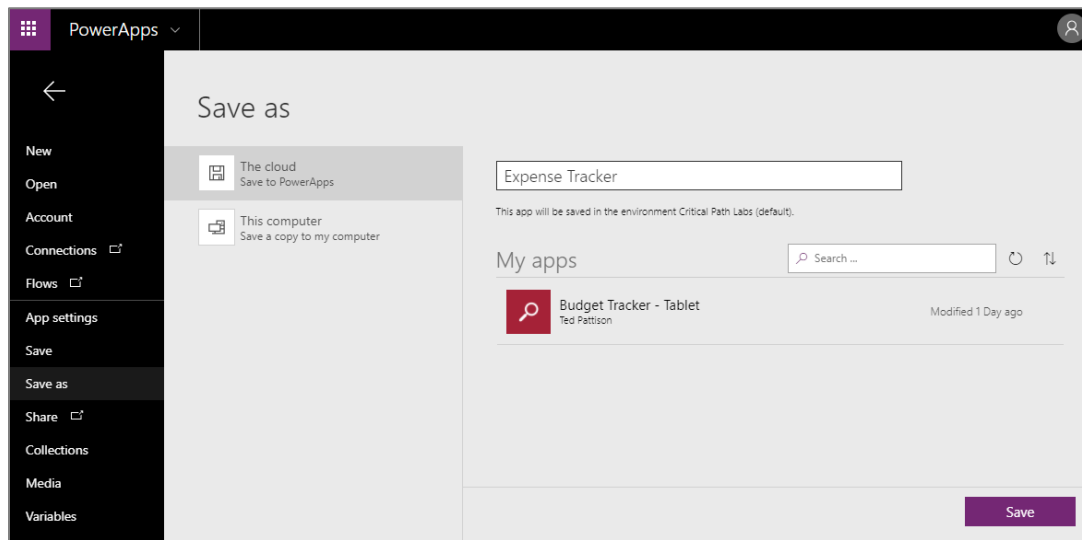 PowerApps
Save as
New
Open
Account
Connections
Flows
App settings
Save
Save as
Share
Collections
Media
Variables
The cloud
Save to PowerApps
This computer
Save a copy to my computer
Expense Tracker
This app will be saved in the environment Critical Path Labs (default).
My apps
Search ...
Budget Tracker - Tablet
Ted Pattison
Modified 1 Day ago
Save